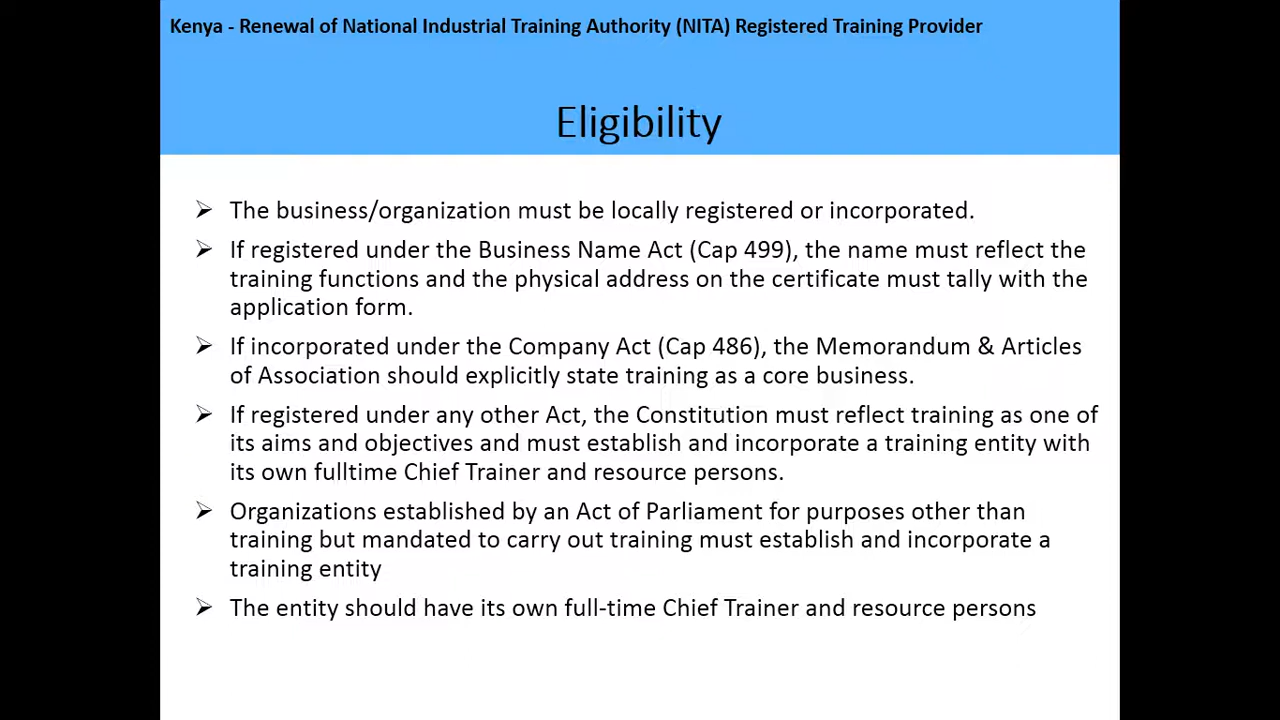 Kenya - Renewal of National Industrial Training Authority (NITA) Registered Training Provider
Eligibility
➢ The business/organization must be locally registered or incorporated.
➢ If registered under the Business Name Act (Cap 499), the name must reflect the
training functions and the physical address on the certificate must tally with the
application form.
➢ If incorporated under the Company Act (Cap 486), the Memorandum & Articles
of Association should explicitly state training as a core business.
➢ If registered under any other Act, the Constitution must reflect training as one of
its aims and objectives and must establish and incorporate a training entity with
its own fulltime Chief Trainer and resource persons.
➢ Organizations established by an Act of Parliament for purposes other than
training but mandated to carry out training must establish and incorporate a
training entity
➢ The entity should have its own full-time Chief Trainer and resource persons